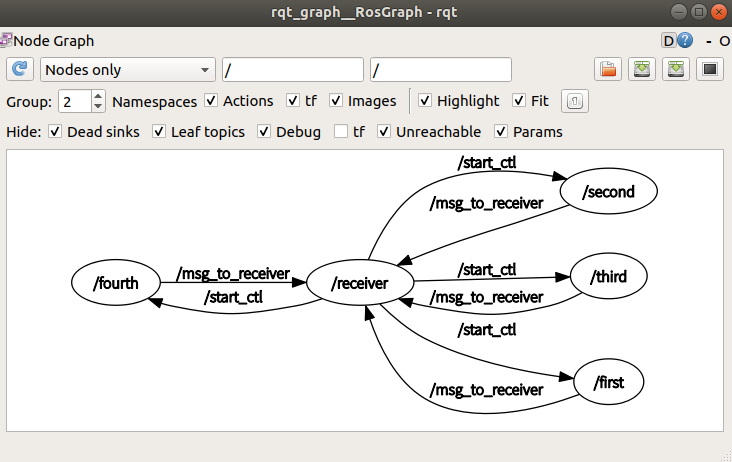 rqt_graph__RosGraph - rqt
Node Graph
D ? - O
Nodes only / /
Group: 2 Namespaces Actions tf Images Highlight Fit
Hide: Dead sinks Leaf topics Debug tf Unreachable Params
/start_ctl
/second
/msg_to_receiver
/fourth
/msg_to_receiver
/start_ctl
/receiver
/start_ctl
/third
/msg_to_receiver
/start_ctl
/first
/msg_to_receiver